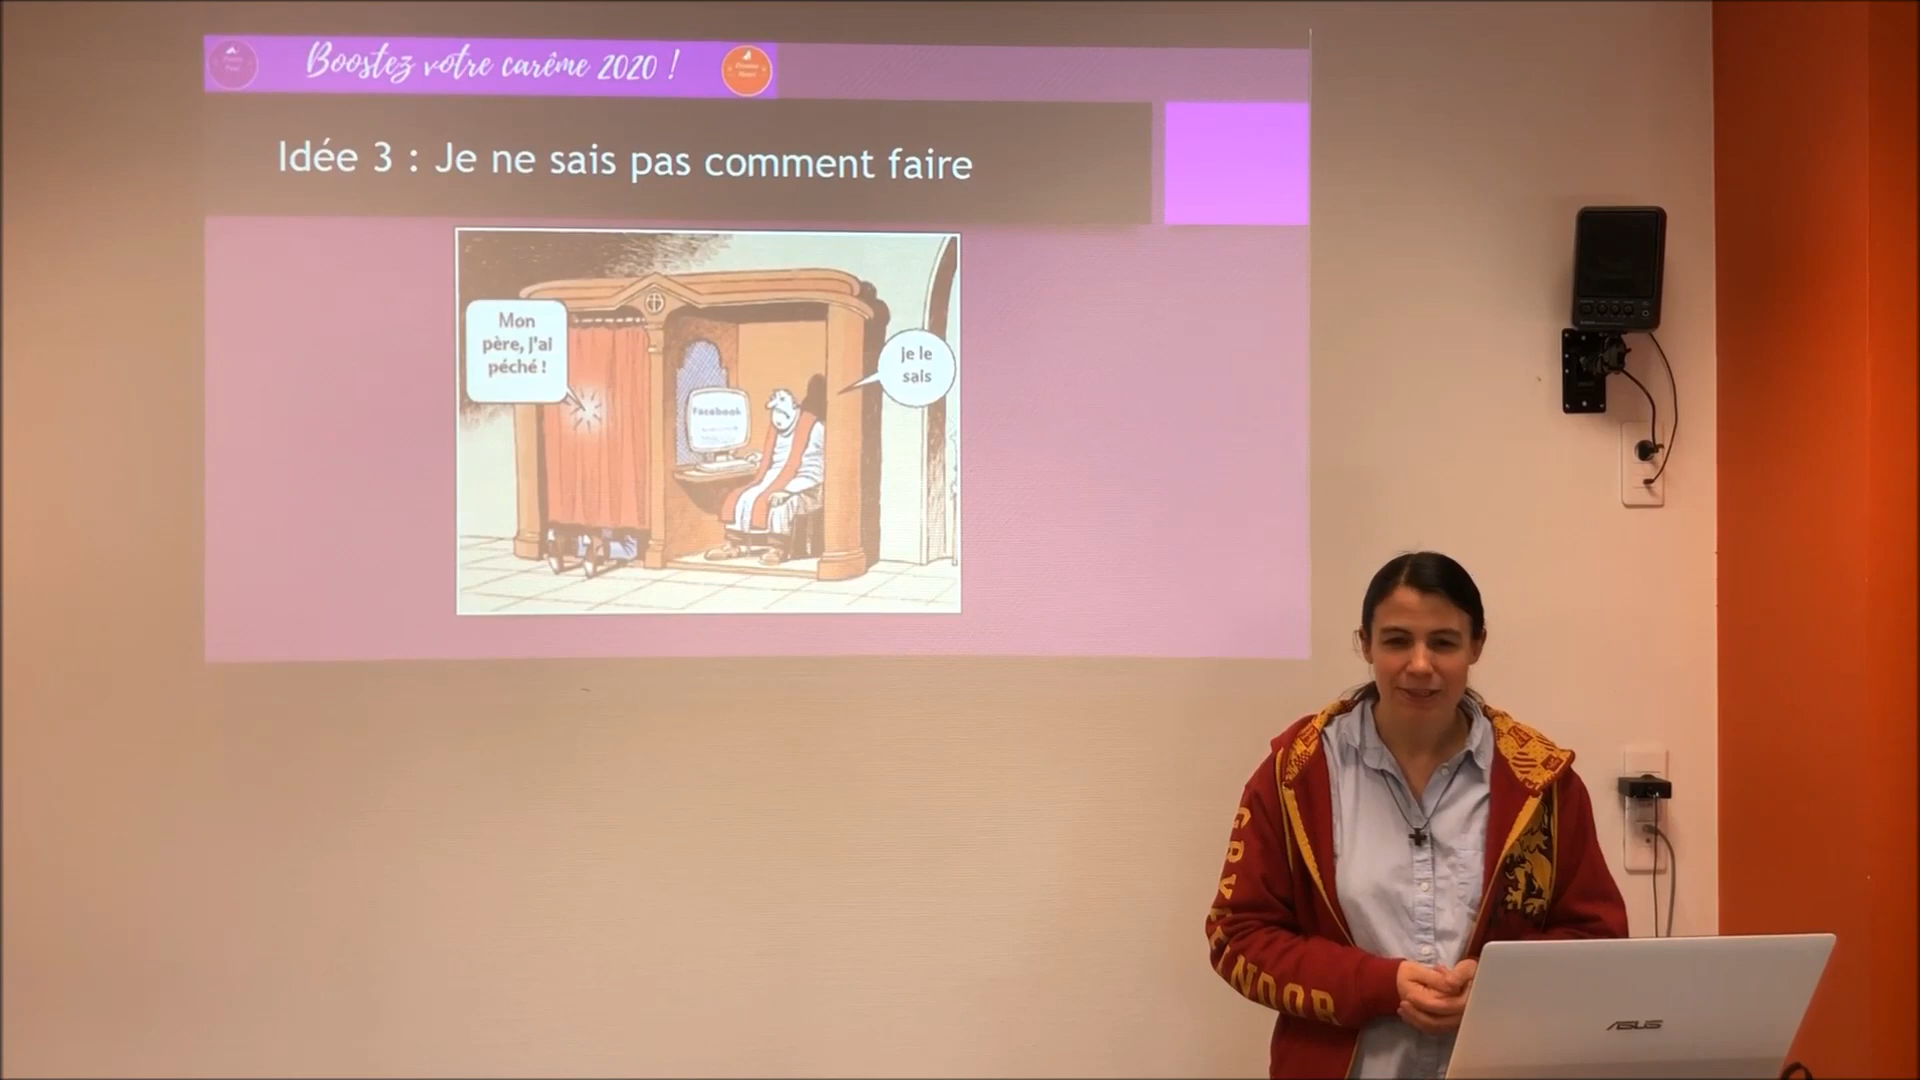 Boostez votre carême 2020 !
Idée 3 : Je ne sais pas comment faire
Mon
père, j'ai
péché !
je le
sais
Facebook
GRYFFINDOR
ASUS